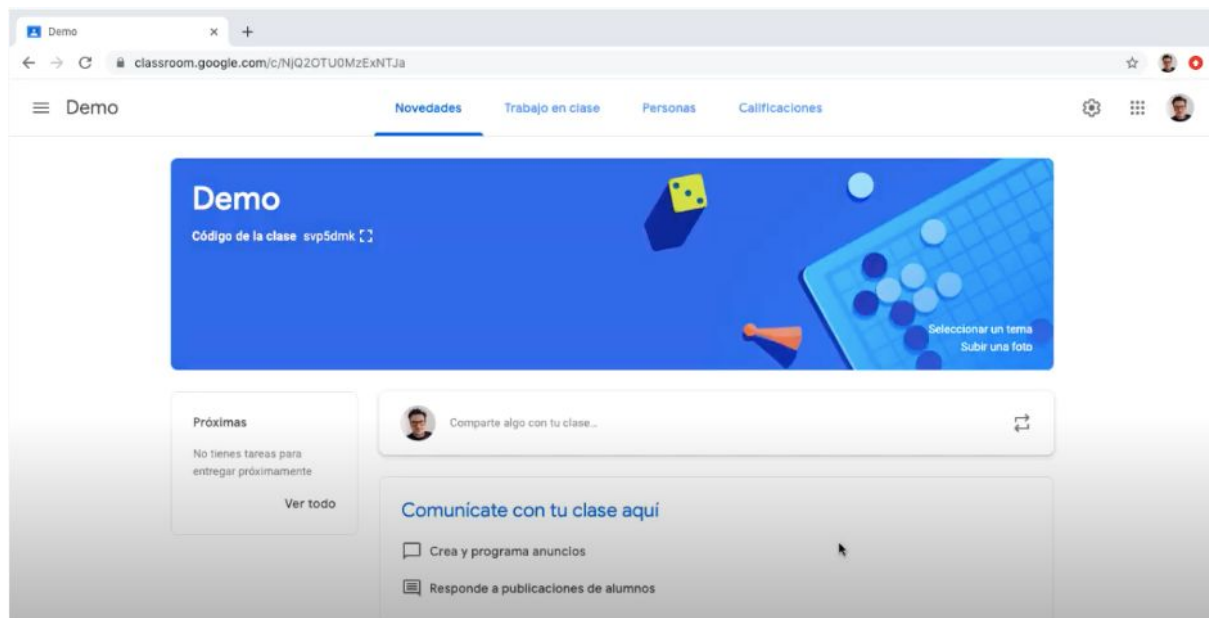 Demo
classroom.google.com/c/NjQ2OTU0MzExNTJa
Demo
Novedades
Trabajo en clase
Personas
Calificaciones
Demo
Código de la clase svp5dmk
Seleccionar un tema
Subir una foto
Próximas
No tienes tareas para
entregar próximamente
Ver todo
Comparte algo con tu clase...
Comunícate con tu clase aquí
Crea y programa anuncios
Responde a publicaciones de alumnos